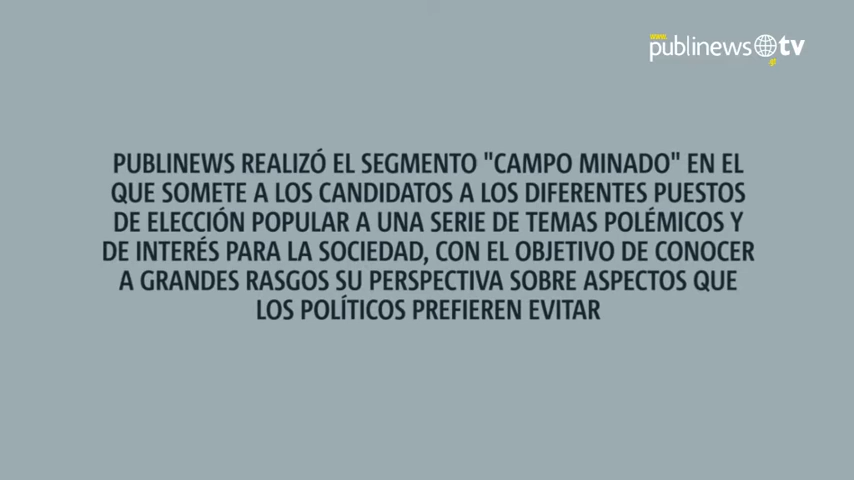 www.
publinews tv
PUBLINEWS REALIZÓ EL SEGMENTO "CAMPO MINADO" EN EL
QUE SOMETE A LOS CANDIDATOS A LOS DIFERENTES PUESTOS
DE ELECCIÓN POPULAR A UNA SERIE DE TEMAS POLÉMICOS Y
DE INTERÉS PARA LA SOCIEDAD, CON EL OBJETIVO DE CONOCER
A GRANDES RASGOS SU PERSPECTIVA SOBRE ASPECTOS QUE
LOS POLÍTICOS PREFIEREN EVITAR